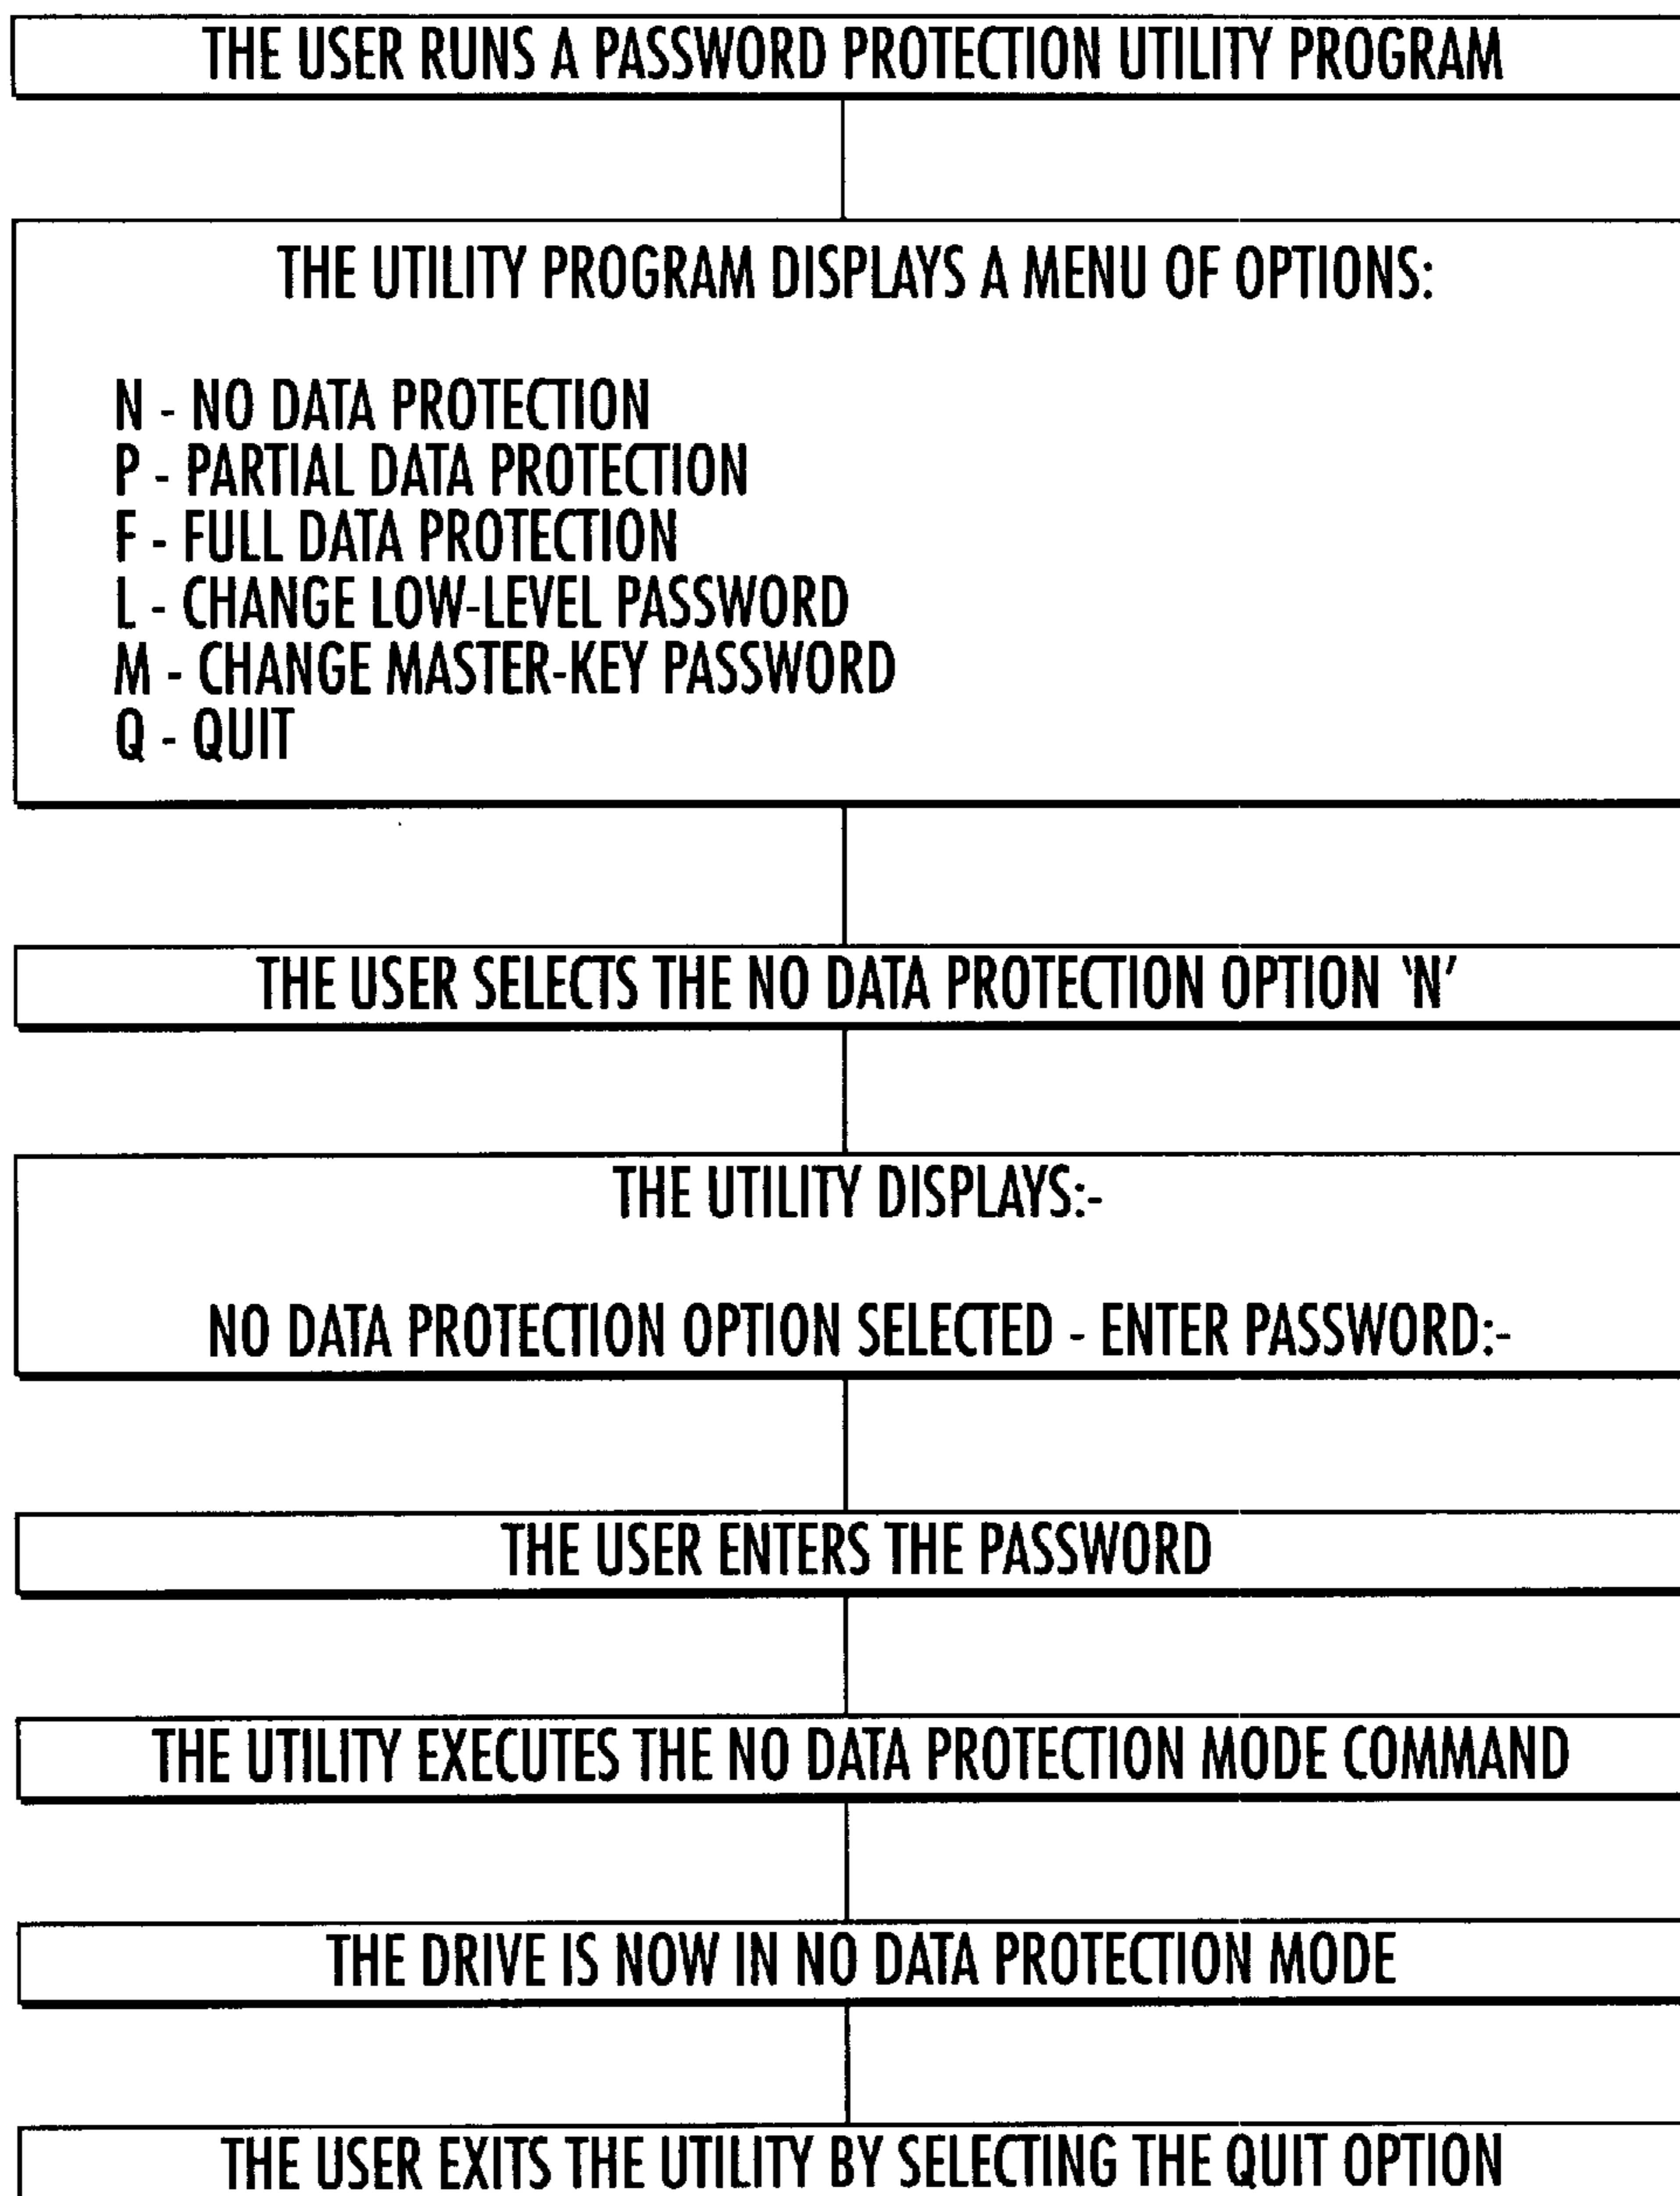 THE USER RUNS A PASSWORD PROTECTION UTILITY PROGRAM
THE UTILITY PROGRAM DISPLAYS A MENU OF OPTIONS:
N - NO DATA PROTECTION
P - PARTIAL DATA PROTECTION
F - FULL DATA PROTECTION
L - CHANGE LOW-LEVEL PASSWORD
M - CHANGE MASTER-KEY PASSWORD
Q - QUIT
THE USER SELECTS THE NO DATA PROTECTION OPTION 'N'
THE UTILITY DISPLAYS:-
NO DATA PROTECTION OPTION SELECTED - ENTER PASSWORD:-
THE USER ENTERS THE PASSWORD
THE UTILITY EXECUTES THE NO DATA PROTECTION MODE COMMAND
THE DRIVE IS NOW IN NO DATA PROTECTION MODE
THE USER EXITS THE UTILITY BY SELECTING THE QUIT OPTION